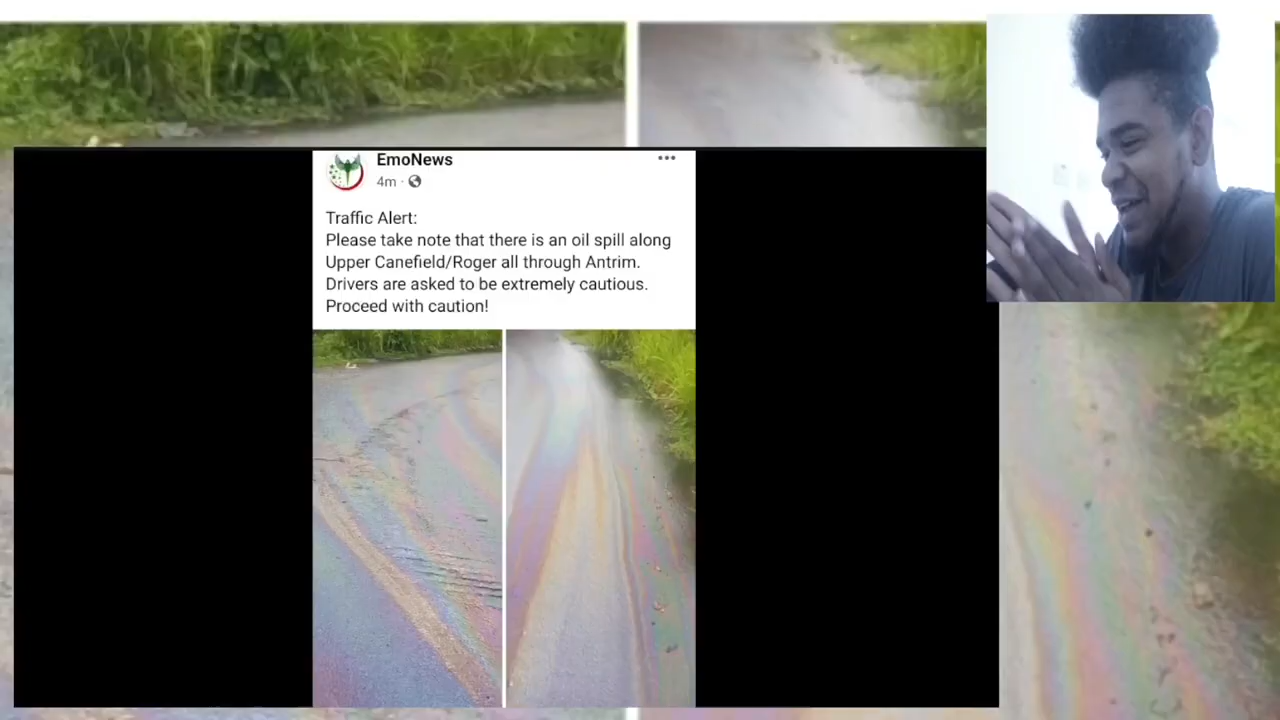 EmoNews
4m
Traffic Alert:
Please take note that there is an oil spill along
Upper Canefield/Roger all through Antrim.
Drivers are asked to be extremely cautious.
Proceed with caution!